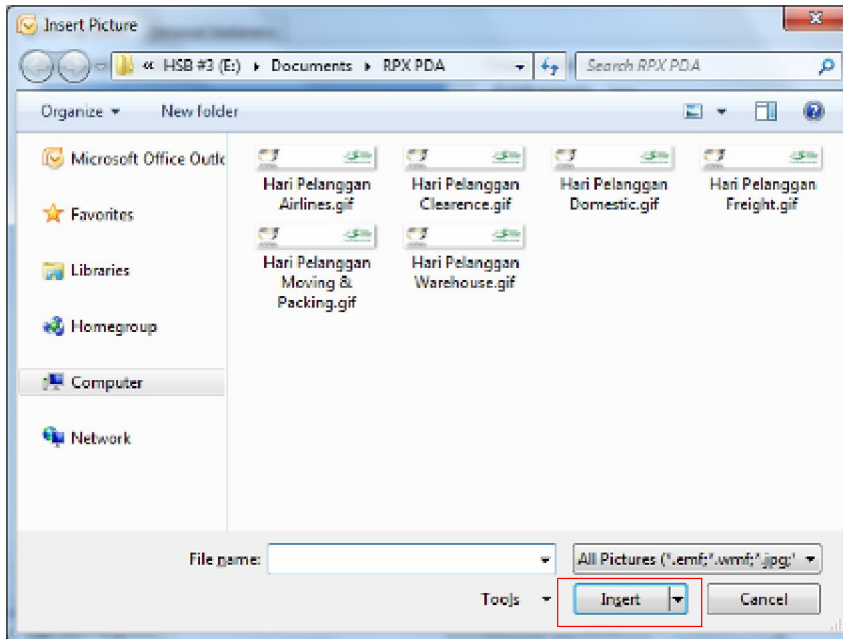 Insert Picture
« HSB #3 (E:) ▸ Documents ▸ RPX PDA
Search RPX PDA
Organize
New folder
Microsoft Office Outlc
Favorites
Libraries
Homegroup
Computer
Network
Hari Pelanggan Airlines.gif
Hari Pelanggan Clearence.gif
Hari Pelanggan Domestic.gif
Hari Pelanggan Freight.gif
Hari Pelanggan Moving & Packing.gif
Hari Pelanggan Warehouse.gif
File name:
All Pictures (*.emf;*.wmf;*.jpg;*
Tools
Insert
Cancel